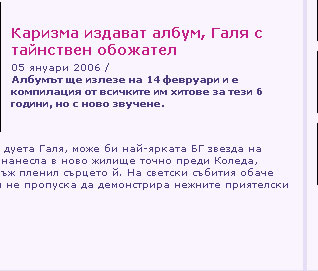 Каризма издават албум, Галя с
тайнствен обожател
05 януари 2006 /
Албумът ще излезе на 14 февруари и е
компилация от всичките им хитове за тези 6
години, но с ново звучене.
дуета Галя, може би най-ярката БГ звезда на
нанесла в ново жилище точно преди Коледа,
ъж пленил сърцето й. На светски събития обаче
не пропуска да демонстрира нежните приятелски